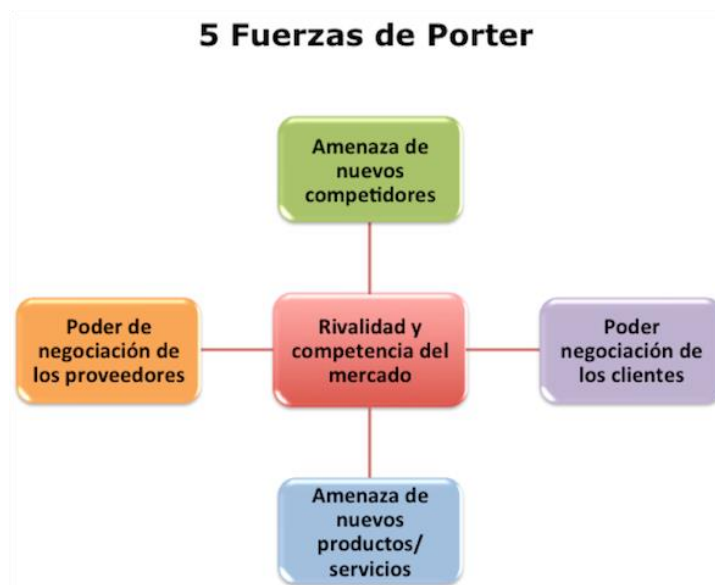 5 Fuerzas de Porter
Amenaza de
nuevos
competidores
Poder de
negociación de
los proveedores
Rivalidad y
competencia del
mercado
Poder
negociación de
los clientes
Amenaza de
nuevos
productos/
servicios